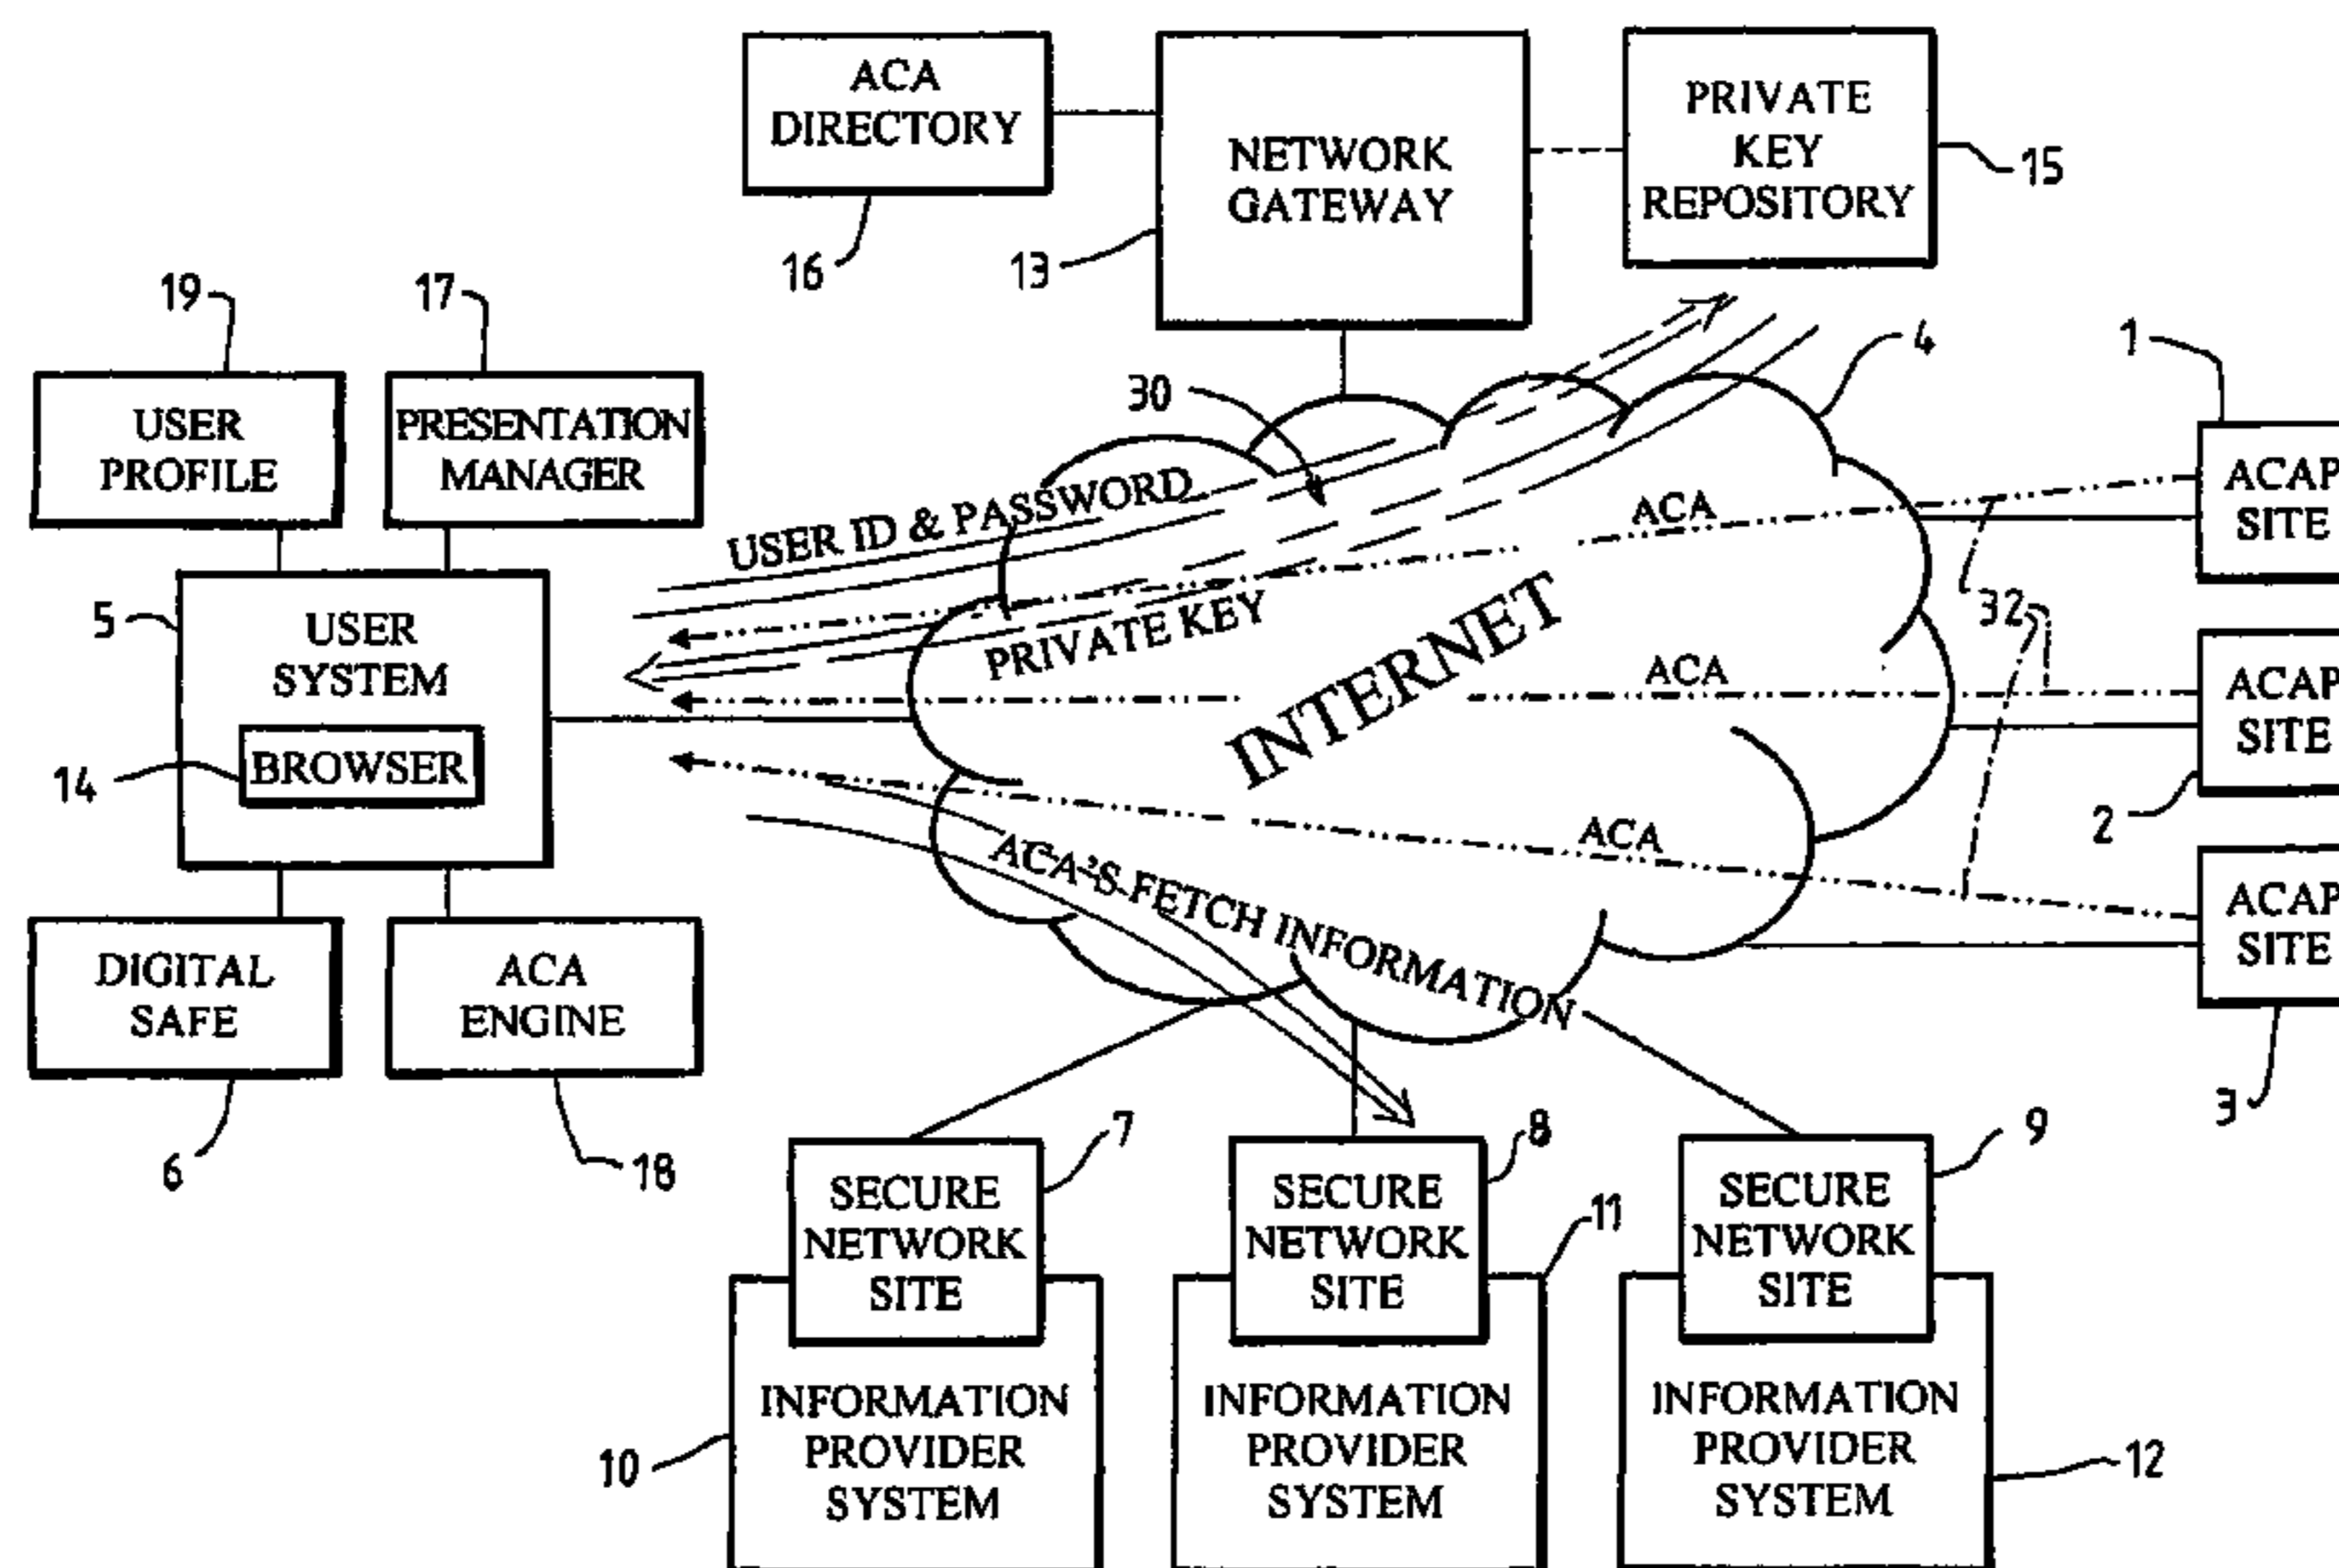 ACA
DIRECTORY
NETWORK
GATEWAY
PRIVATE
KEY
REPOSITORY
15
16
13
19
17
30
4
1
USER
PROFILE
PRESENTATION
MANAGER
USER ID & PASSWORD
ACA
ACAP
SITE
5
USER
SYSTEM
BROWSER
14
PRIVATE KEY
INTERNET
32
ACA
ACAP
SITE
2
ACA
ACA'S FETCH INFORMATION
ACAP
SITE
3
DIGITAL
SAFE
ACA
ENGINE
6
18
7
8
9
SECURE
NETWORK
SITE
SECURE
NETWORK
SITE
SECURE
NETWORK
SITE
11
INFORMATION
PROVIDER
SYSTEM
10
INFORMATION
PROVIDER
SYSTEM
INFORMATION
PROVIDER
SYSTEM
12